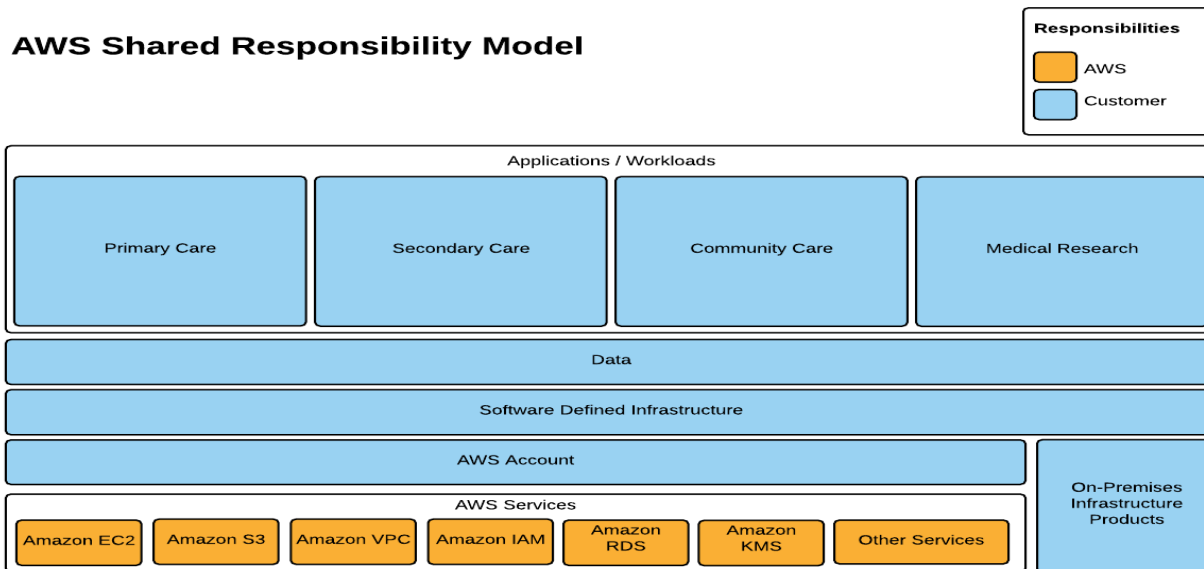 AWS Shared Responsibility Model
Responsibilities
AWS
Customer
Applications / Workloads
Primary Care
Secondary Care
Community Care
Medical Research
Data
Software Defined Infrastructure
AWS Account
On-Premises
Infrastructure
Products
AWS Services
Amazon EC2
Amazon S3
Amazon VPC
Amazon IAM
Amazon
RDS
Amazon
KMS
Other Services